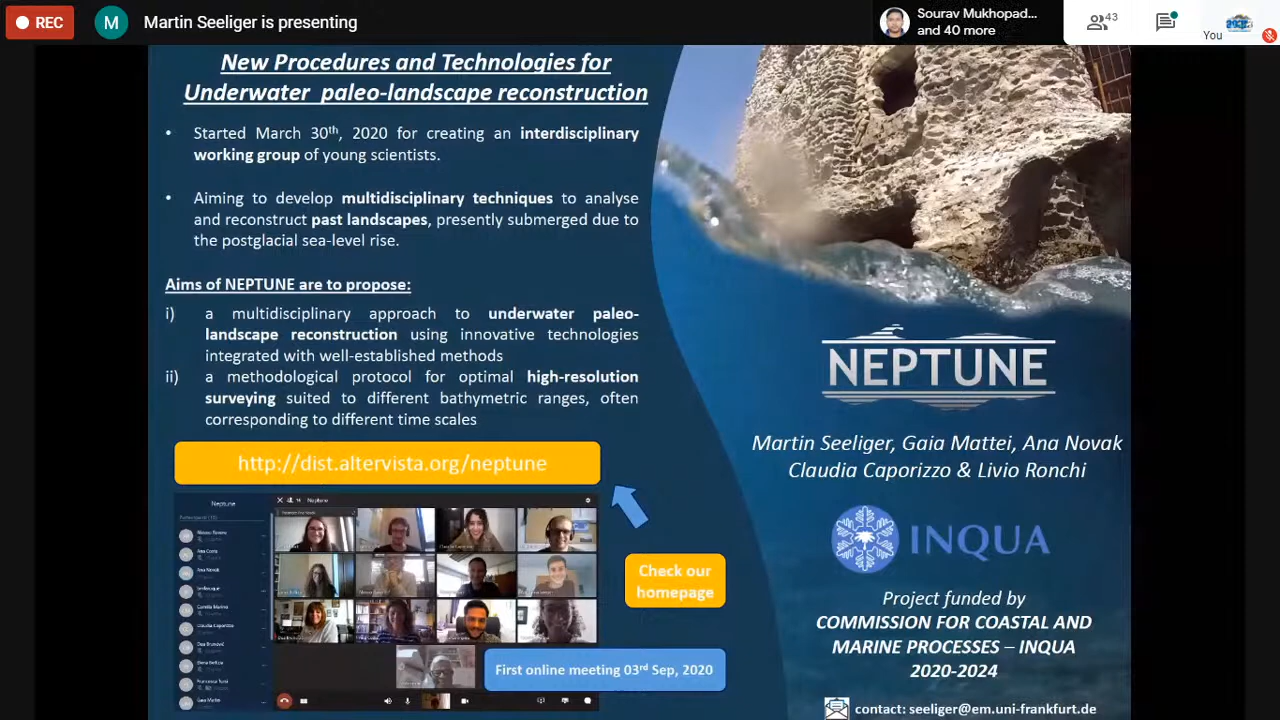 REC
M
Martin Seeliger is presenting
Sourav Mukhopad...
and 40 more
43
You
New Procedures and Technologies for
Underwater paleo-landscape reconstruction
• Started March 30th, 2020 for creating an interdisciplinary
working group of young scientists.
• Aiming to develop multidisciplinary techniques to analyse
and reconstruct past landscapes, presently submerged due to
the postglacial sea-level rise.
Aims of NEPTUNE are to propose:
i) a multidisciplinary approach to underwater paleo-
landscape reconstruction using innovative technologies
integrated with well-established methods
ii) a methodological protocol for optimal high-resolution
surveying suited to different bathymetric ranges, often
corresponding to different time scales
http://dist.altervista.org/neptune
Neptune
Neptune
Ana Novak
Claudia Caporizzo
Check our
homepage
First online meeting 03rd Sep, 2020
NEPTUNE
Martin Seeliger, Gaia Mattei, Ana Novak
Claudia Caporizzo & Livio Ronchi
INQUA
Project funded by
COMMISSION FOR COASTAL AND
MARINE PROCESSES – INQUA
2020-2024
contact: seeliger@em.uni-frankfurt.de